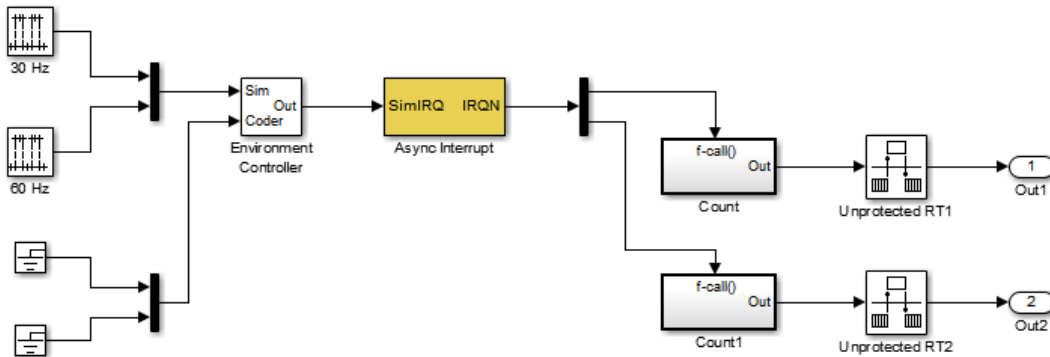 30 Hz
60 Hz
Sim
Out
Coder
Environment
Controller
SimIRQ IRQN
Async Interrupt
f-call()
Out
Count
Unprotected RT1
1
Out1
f-call()
Out
Count1
Unprotected RT2
2
Out2